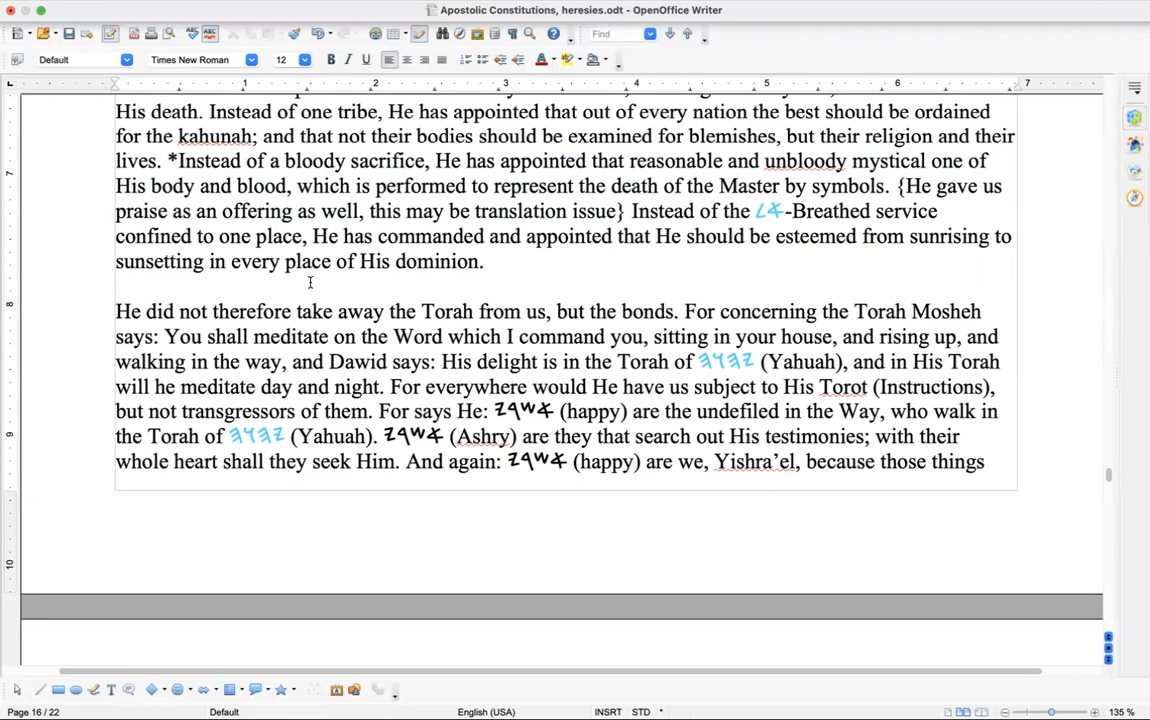 Apostolic Constitutions, heresies.odt - OpenOffice Writer
Find
Default Times New Roman 12 B I U
1 2 3 4 5 6 7
His death. Instead of one tribe, He has appointed that out of every nation the best should be ordained
for the kahunah; and that not their bodies should be examined for blemishes, but their religion and their
lives. *Instead of a bloody sacrifice, He has appointed that reasonable and unbloody mystical one of
His body and blood, which is performed to represent the death of the Master by symbols. {He gave us
praise as an offering as well, this may be translation issue} Instead of the 𐤀𐤋-Breathed service
confined to one place, He has commanded and appointed that He should be esteemed from sunrising to
sunsetting in every place of His dominion.
He did not therefore take away the Torah from us, but the bonds. For concerning the Torah Mosheh
says: You shall meditate on the Word which I command you, sitting in your house, and rising up, and
walking in the way, and Dawid says: His delight is in the Torah of 𐤉𐤄𐤅𐤄 (Yahuah), and in His Torah
will he meditate day and night. For everywhere would He have us subject to His Torot (Instructions),
but not transgressors of them. For says He: 𐤀𐤔𐤓𐤉 (happy) are the undefiled in the Way, who walk in
the Torah of 𐤉𐤄𐤅𐤄 (Yahuah). 𐤀𐤔𐤓𐤉 (Ashry) are they that search out His testimonies; with their
whole heart shall they seek Him. And again: 𐤀𐤔𐤓𐤉 (happy) are we, Yishra’el, because those things
7
8
9
10
Page 16 / 22 Default English (USA) INSRT STD * 135 %